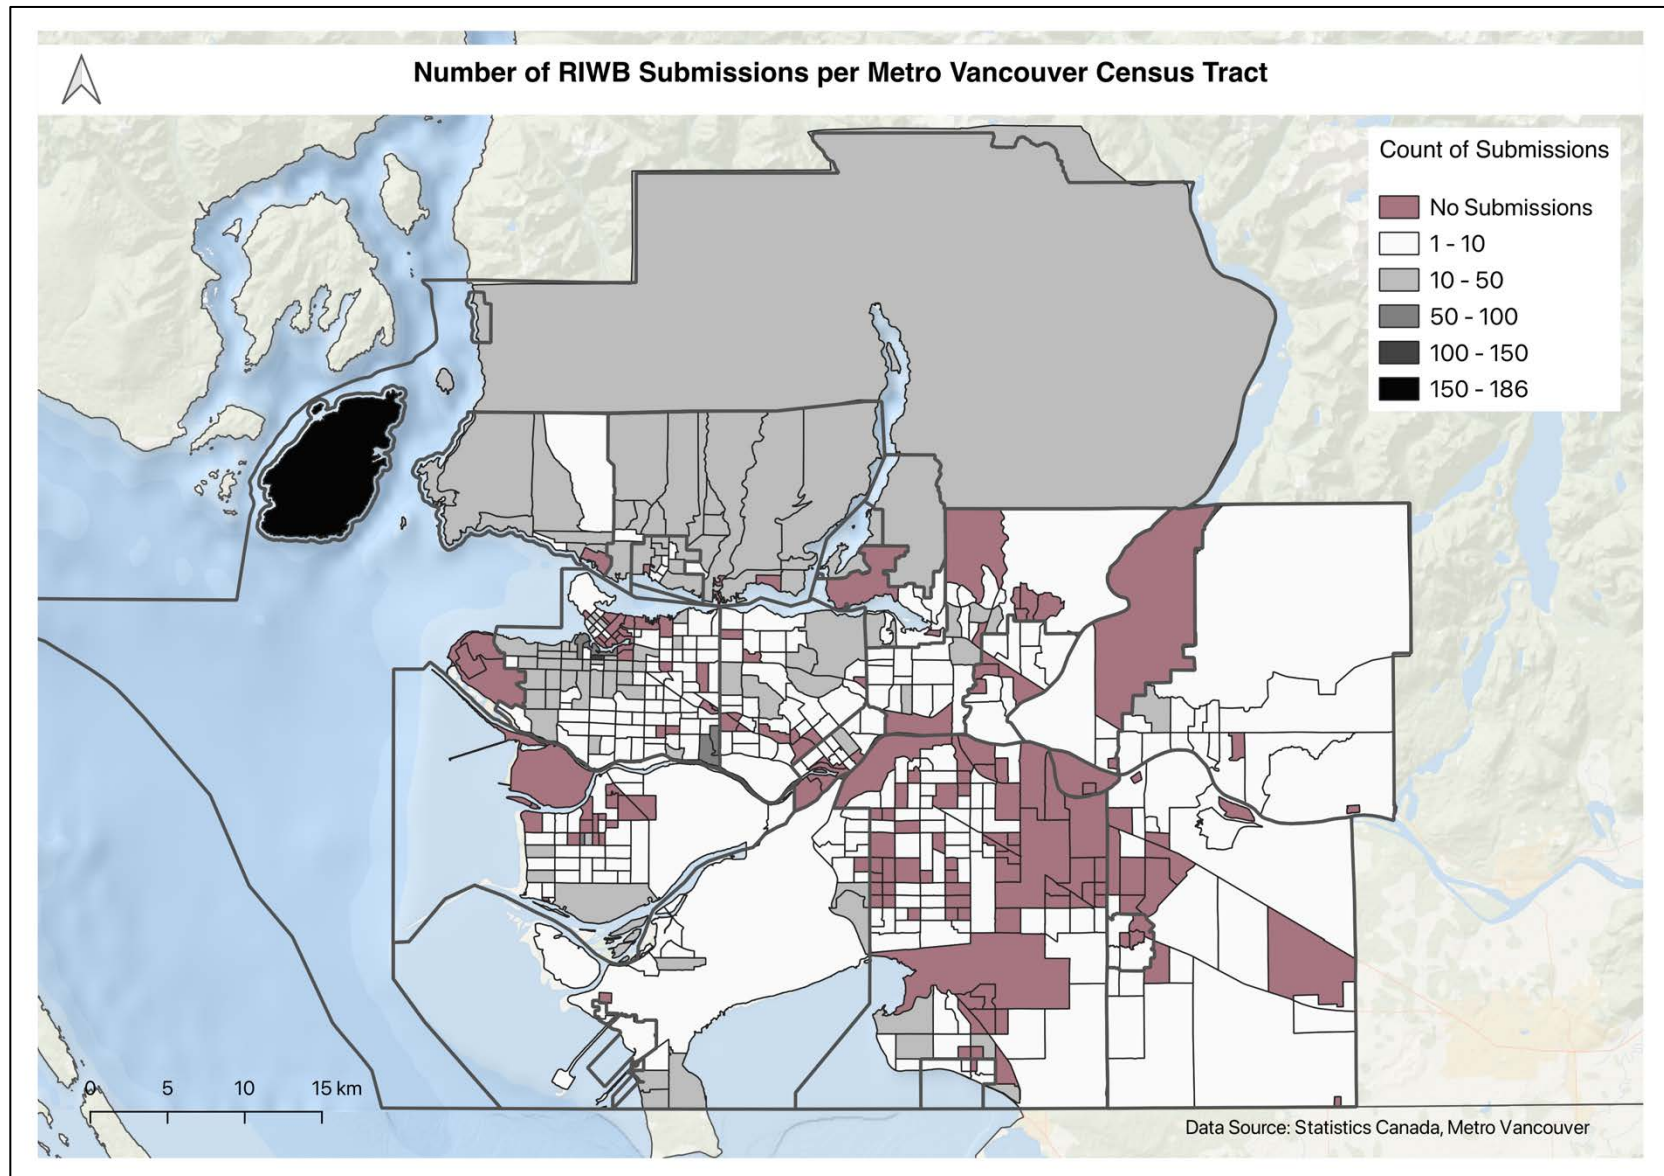 Number of RIWB Submissions per Metro Vancouver Census Tract
Count of Submissions
No Submissions
1 - 10
10 - 50
50 - 100
100 - 150
150 - 186
0 5 10 15 km
Data Source: Statistics Canada, Metro Vancouver